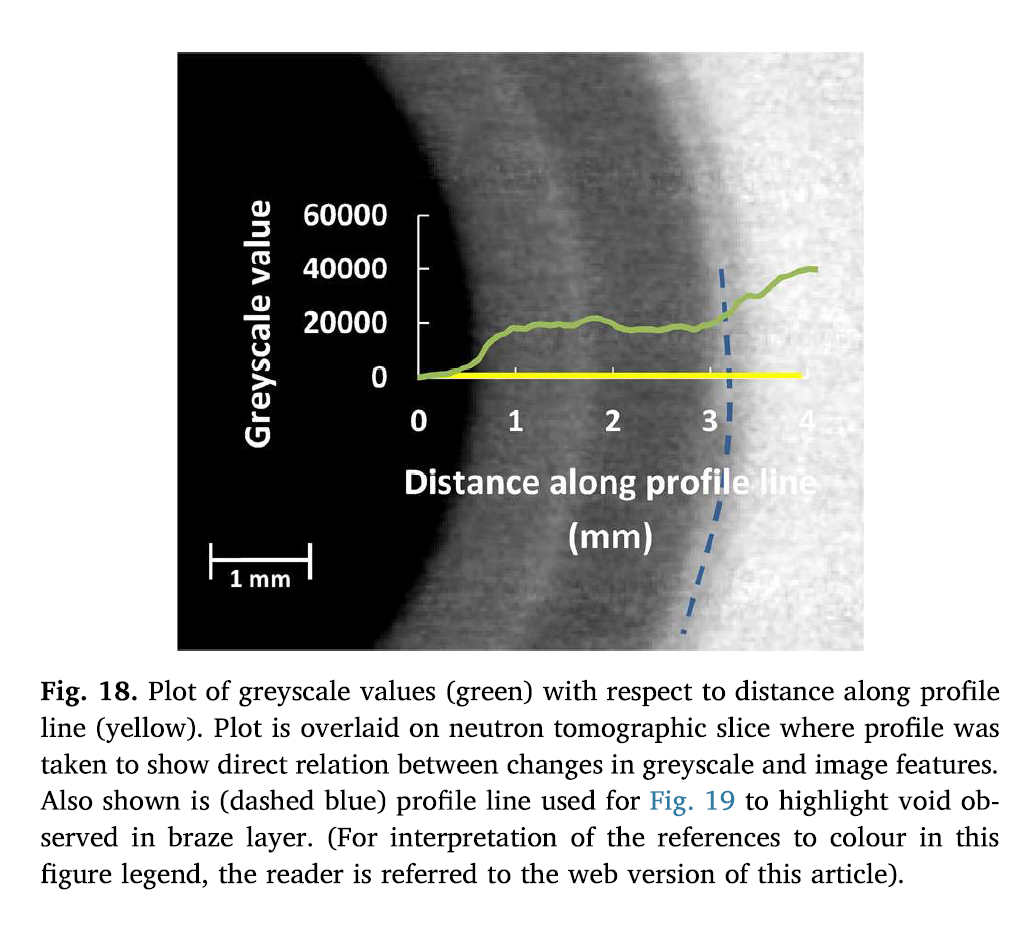 Greyscale value
60000
40000
20000
0
0 1 2 3 4
Distance along profile line
(mm)
1 mm
Fig. 18. Plot of greyscale values (green) with respect to distance along profile
line (yellow). Plot is overlaid on neutron tomographic slice where profile was
taken to show direct relation between changes in greyscale and image features.
Also shown is (dashed blue) profile line used for Fig. 19 to highlight void ob-
served in braze layer. (For interpretation of the references to colour in this
figure legend, the reader is referred to the web version of this article).